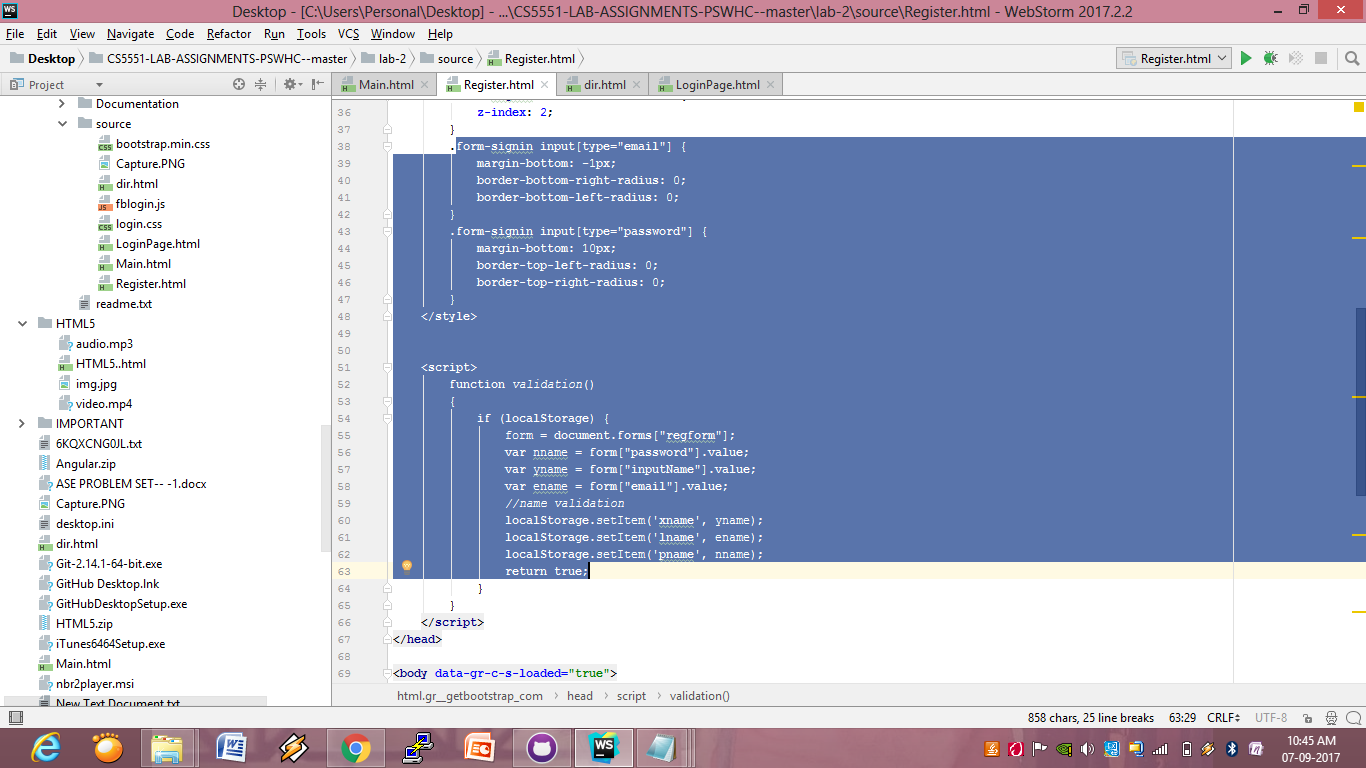 Desktop - [C:\Users\Personal\Desktop] - ...\CS5551-LAB-ASSIGNMENTS-PSWHC--master\lab-2\source\Register.html - WebStorm 2017.2.2
File Edit View Navigate Code Refactor Run Tools VCS Window Help
Desktop CS5551-LAB-ASSIGNMENTS-PSWHC--master lab-2 source Register.html
Register.html
Project
Main.html Register.html dir.html LoginPage.html
Documentation
source
bootstrap.min.css
Capture.PNG
dir.html
fblogin.js
login.css
LoginPage.html
Main.html
Register.html
readme.txt
HTML5
audio.mp3
HTML5..html
img.jpg
video.mp4
IMPORTANT
6KQXCNG0JL.txt
Angular.zip
ASE PROBLEM SET-- -1.docx
Capture.PNG
desktop.ini
dir.html
Git-2.14.1-64-bit.exe
GitHub Desktop.lnk
GitHubDesktopSetup.exe
HTML5.zip
iTunes6464Setup.exe
Main.html
nbr2player.msi
New Text Document.txt
36 z-index: 2;
37 }
38 .form-signin input[type="email"] {
39 margin-bottom: -1px;
40 border-bottom-right-radius: 0;
41 border-bottom-left-radius: 0;
42 }
43 .form-signin input[type="password"] {
44 margin-bottom: 10px;
45 border-top-left-radius: 0;
46 border-top-right-radius: 0;
47 }
48 </style>
49
50
51 <script>
52 function validation()
53 {
54 if (localStorage) {
55 form = document.forms["regform"];
56 var nname = form["password"].value;
57 var yname = form["inputName"].value;
58 var ename = form["email"].value;
59 //name validation
60 localStorage.setItem('xname', yname);
61 localStorage.setItem('lname', ename);
62 localStorage.setItem('pname', nname);
63 return true;
64 }
65 }
66 </script>
67 </head>
68
69 <body data-gr-c-s-loaded="true">
html.gr__getbootstrap_com head script validation()
858 chars, 25 line breaks 63:29 CRLF UTF-8
10:45 AM
07-09-2017